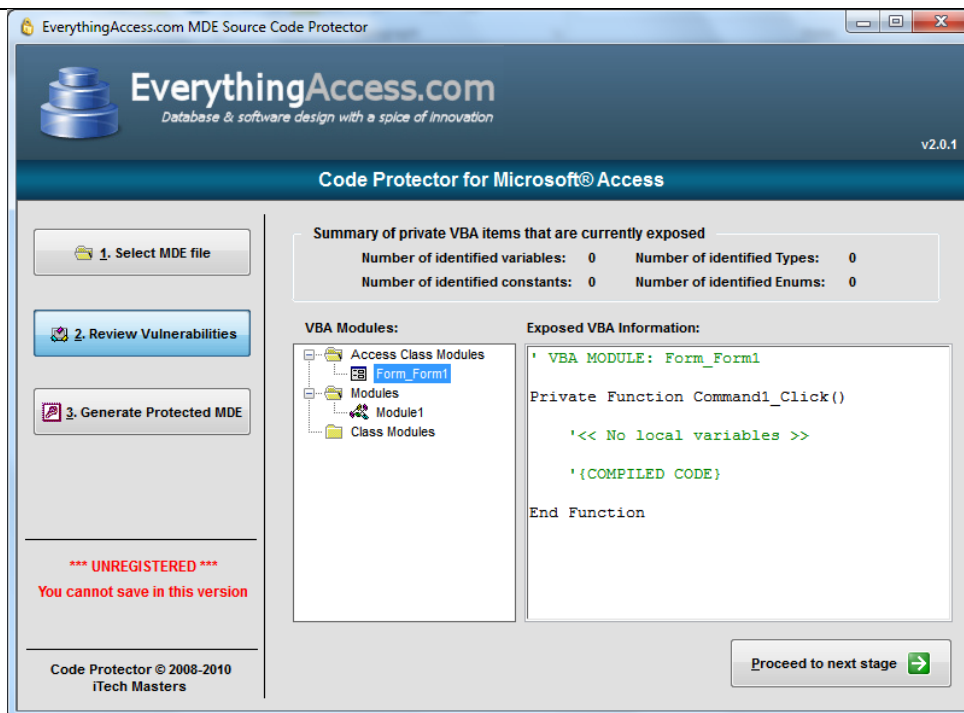 EverythingAccess.com MDE Source Code Protector
EverythingAccess.com
Database & software design with a spice of innovation
v2.0.1
Code Protector for Microsoft® Access
1. Select MDE file
2. Review Vulnerabilities
3. Generate Protected MDE
*** UNREGISTERED ***
You cannot save in this version
Code Protector © 2008-2010
iTech Masters
Summary of private VBA items that are currently exposed
Number of identified variables: 0 Number of identified Types: 0
Number of identified constants: 0 Number of identified Enums: 0
VBA Modules:
Access Class Modules
Form_Form1
Modules
Module1
Class Modules
Exposed VBA Information:
' VBA MODULE: Form_Form1
Private Function Command1_Click()
'<< No local variables >>
'{COMPILED CODE}
End Function
Proceed to next stage